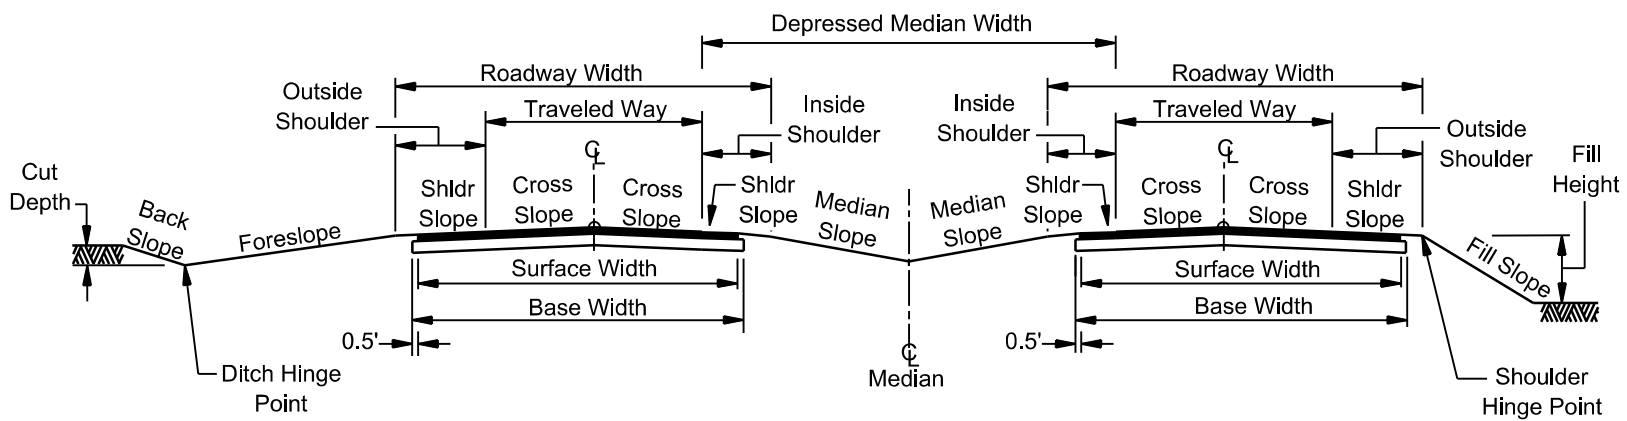 Depressed Median Width
Roadway Width
Roadway Width
Outside
Shoulder
Traveled Way
Inside
Shoulder
Inside
Shoulder
Traveled Way
Outside
Shoulder
Cut
Depth
Back
Slope
Foreslope
Shldr
Slope
Cross
Slope
CL
Cross
Slope
Shldr
Slope
Median
Slope
Median
Slope
Shldr
Slope
Cross
Slope
CL
Cross
Slope
Shldr
Slope
Fill
Height
Fill Slope
Surface Width
Surface Width
Base Width
Base Width
0.5'
0.5'
CL
Median
Ditch Hinge
Point
Shoulder
Hinge Point